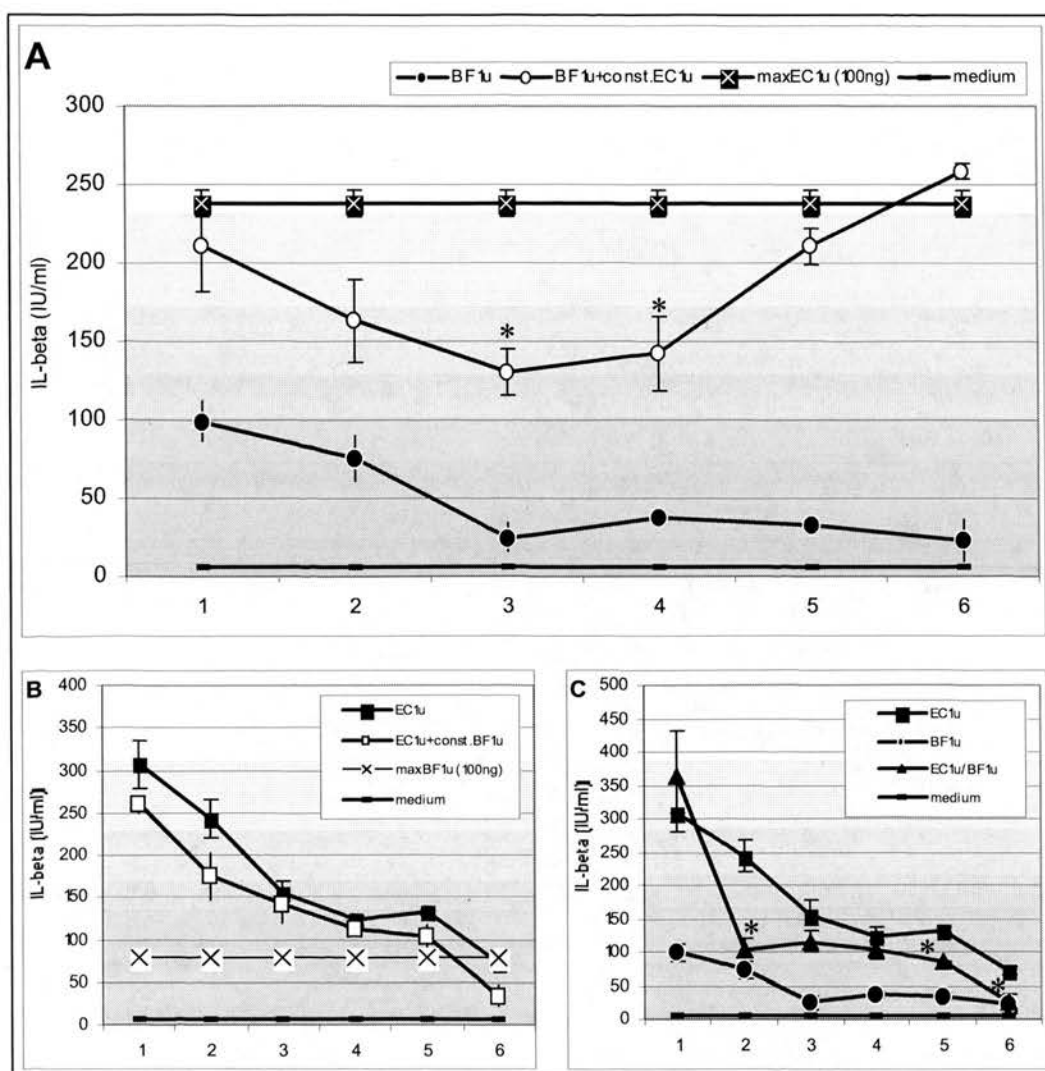 A
BF1u BF1u+const.EC1u maxEC1u (100ng) medium
300
250
200
150
100
50
0
IL-beta (IU/ml)
* *
1 2 3 4 5 6
B
400
350
300
250
200
150
100
50
0
IL-beta (IU/ml)
EC1u
EC1u+const.BF1u
maxBF1u (100ng)
medium
1 2 3 4 5 6
C
500
450
400
350
300
250
200
150
100
50
0
IL-beta (IU/ml)
EC1u
BF1u
EC1u/BF1u
medium
* * *
1 2 3 4 5 6